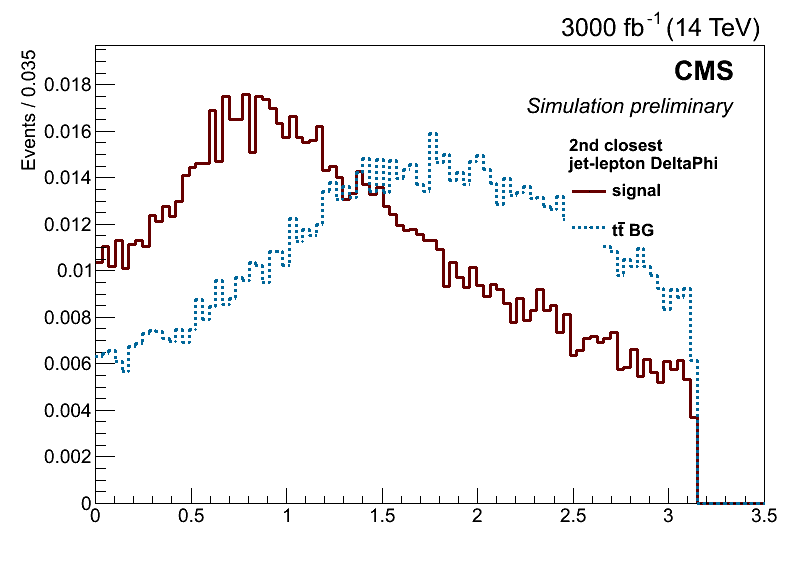 3000 fb⁻¹ (14 TeV)
CMS
Simulation preliminary
2nd closest
jet-lepton DeltaPhi
signal
tt̄ BG
Events / 0.035
0.018
0.016
0.014
0.012
0.01
0.008
0.006
0.004
0.002
0
0 0.5 1 1.5 2 2.5 3 3.5